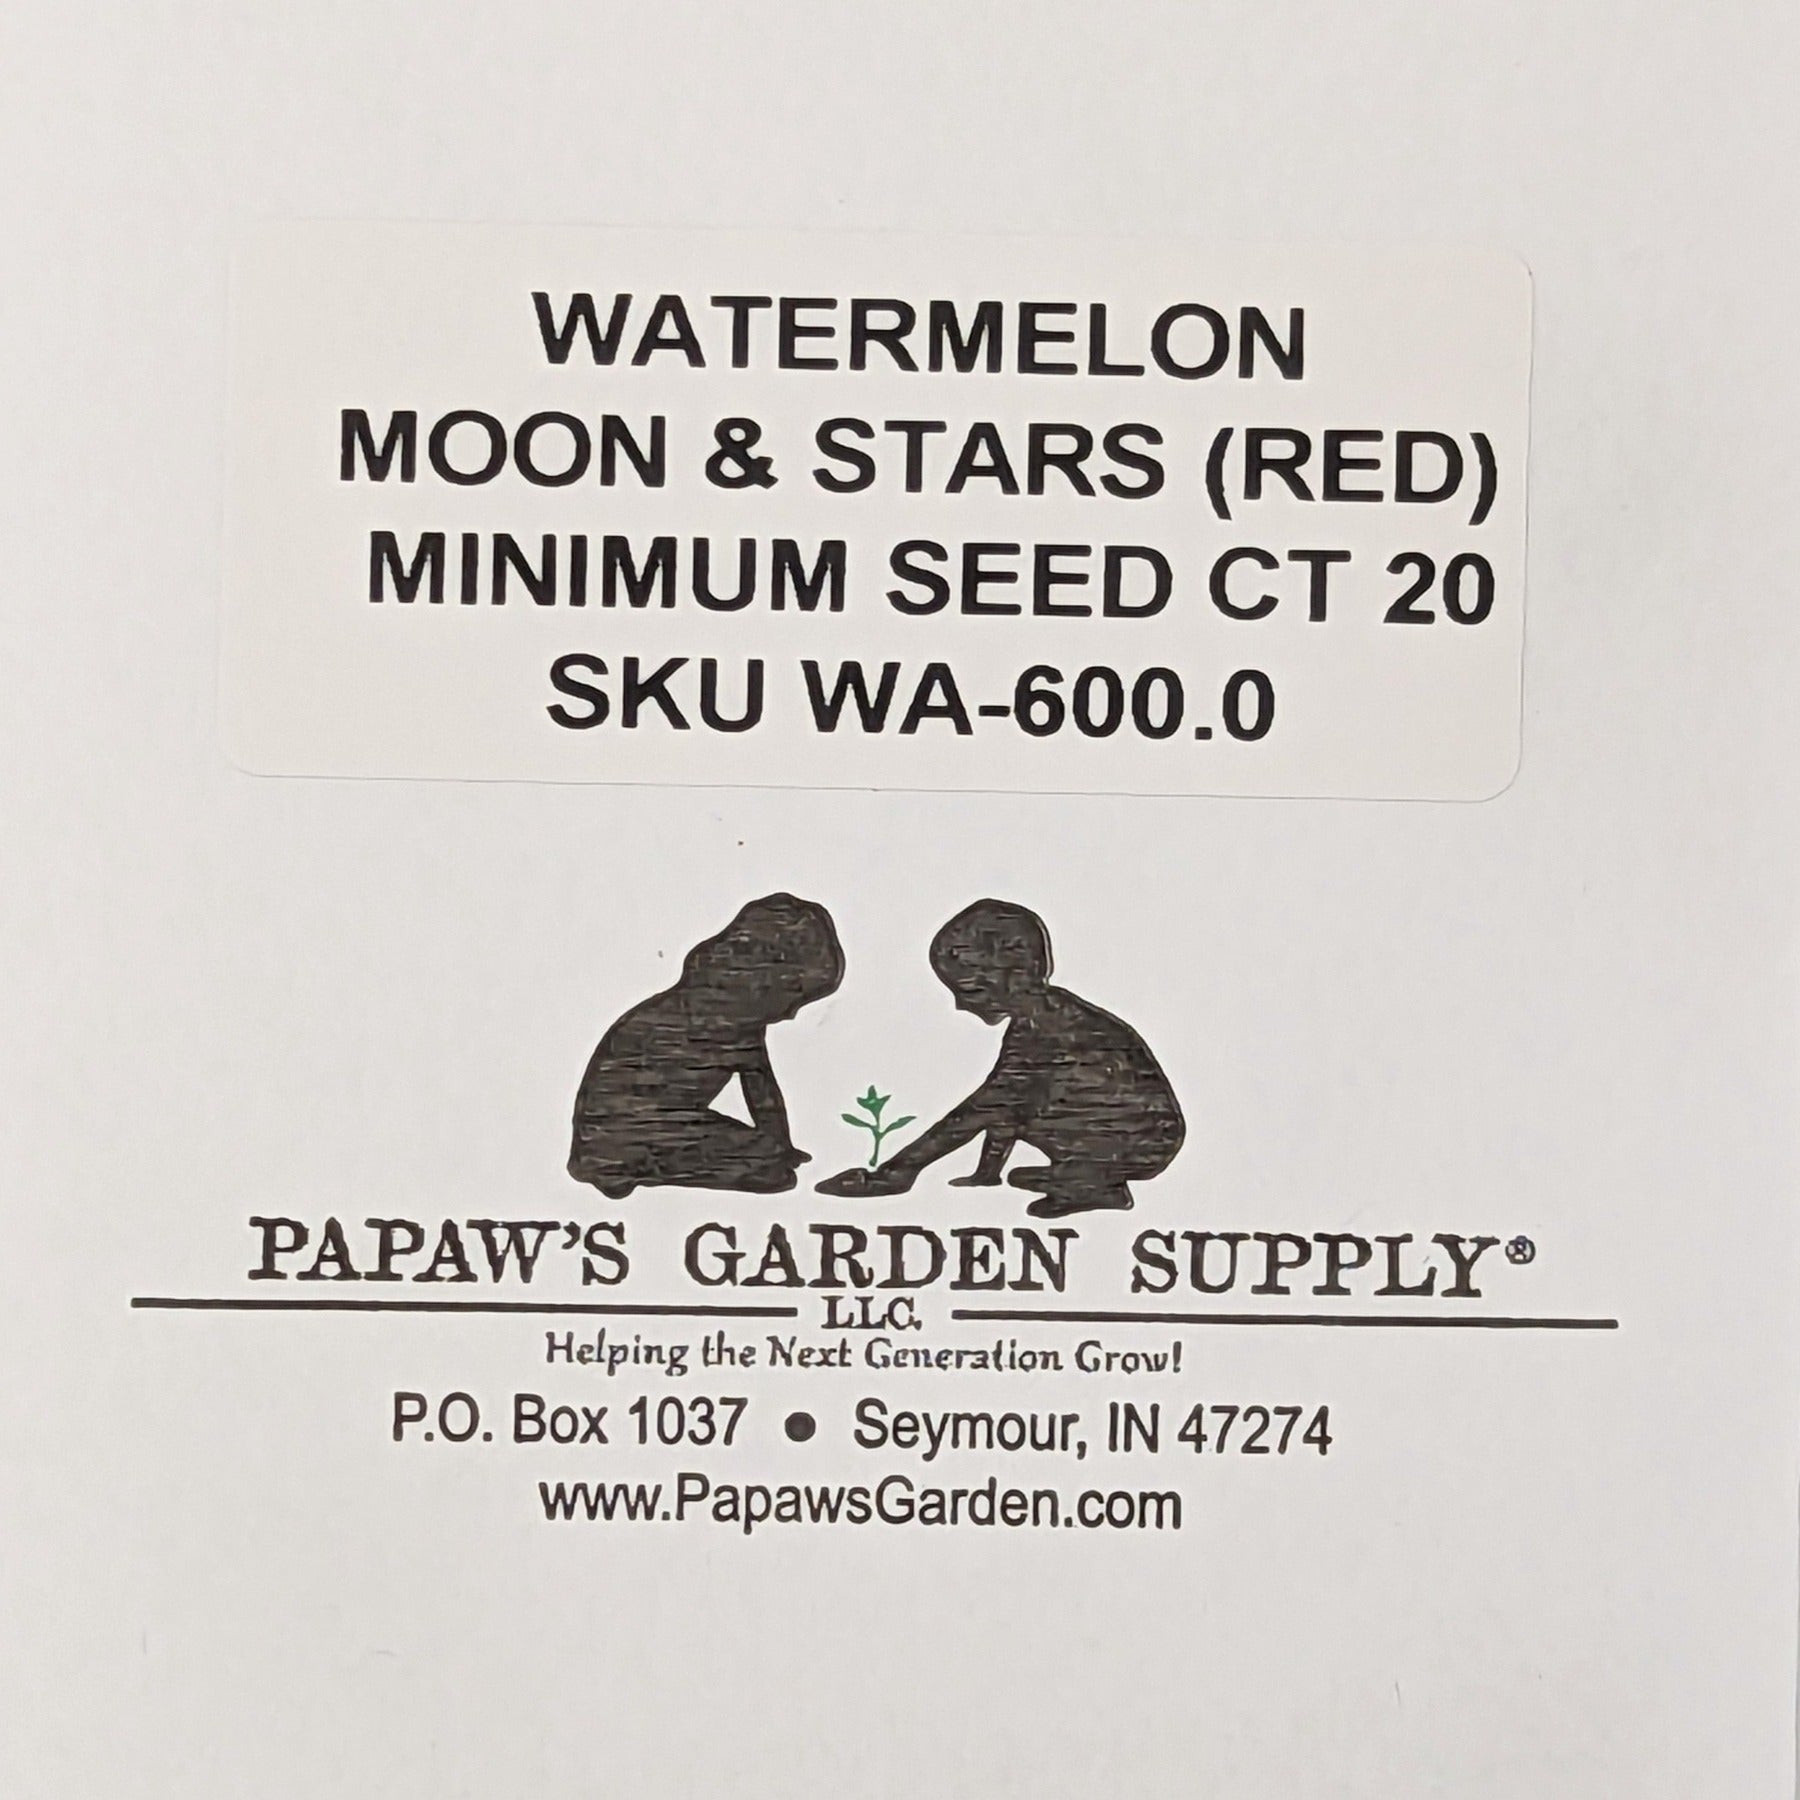 WATERMELON
MOON & STARS (RED)
MINIMUM SEED CT 20
SKU WA-600.0
PAPAW'S GARDEN SUPPLY®
LLC.
Helping the Next Generation Grow!
P.O. Box 1037 ● Seymour, IN 47274
www.PapawsGarden.com